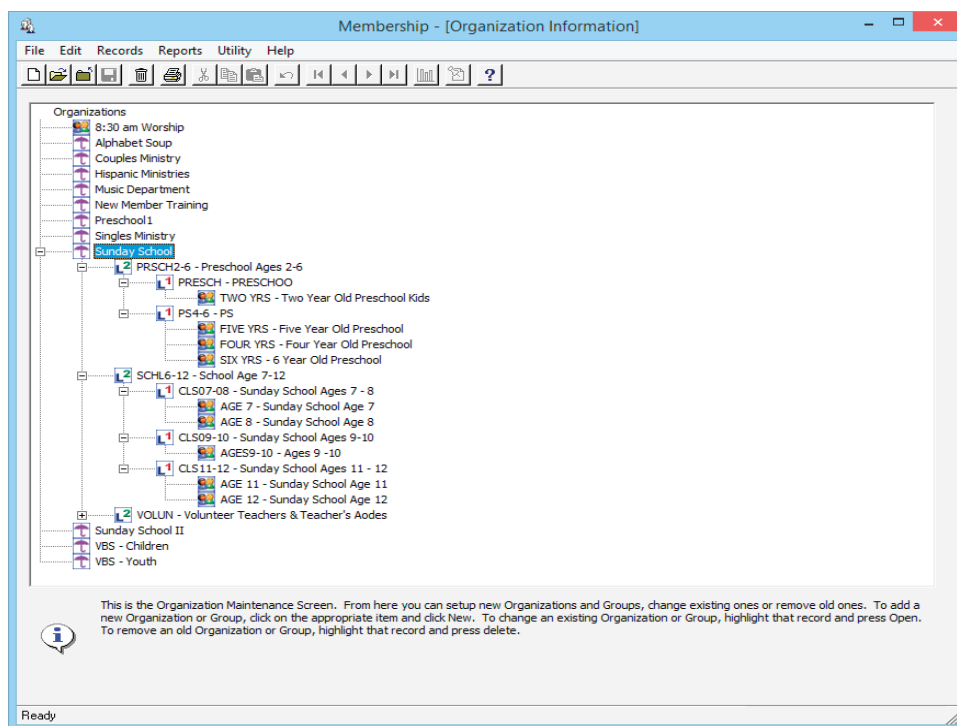 Membership - [Organization Information]
File Edit Records Reports Utility Help
Organizations
8:30 am Worship
Alphabet Soup
Couples Ministry
Hispanic Ministries
Music Department
New Member Training
Preschool1
Singles Ministry
Sunday School
L2 PRSCH2-6 - Preschool Ages 2-6
L1 PRESCH - PRESCHOO
TWO YRS - Two Year Old Preschool Kids
L1 PS4-6 - PS
FIVE YRS - Five Year Old Preschool
FOUR YRS - Four Year Old Preschool
SIX YRS - 6 Year Old Preschool
L2 SCHL6-12 - School Age 7-12
L1 CLS07-08 - Sunday School Ages 7 - 8
AGE 7 - Sunday School Age 7
AGE 8 - Sunday School Age 8
L1 CLS09-10 - Sunday School Ages 9-10
AGES9-10 - Ages 9 -10
L1 CLS11-12 - Sunday School Ages 11 - 12
AGE 11 - Sunday School Age 11
AGE 12 - Sunday School Age 12
L2 VOLUN - Volunteer Teachers & Teacher's Aodes
Sunday School II
VBS - Children
VBS - Youth
This is the Organization Maintenance Screen. From here you can setup new Organizations and Groups, change existing ones or remove old ones. To add a
new Organization or Group, click on the appropriate item and click New. To change an existing Organization or Group, highlight that record and press Open.
To remove an old Organization or Group, highlight that record and press delete.
Ready